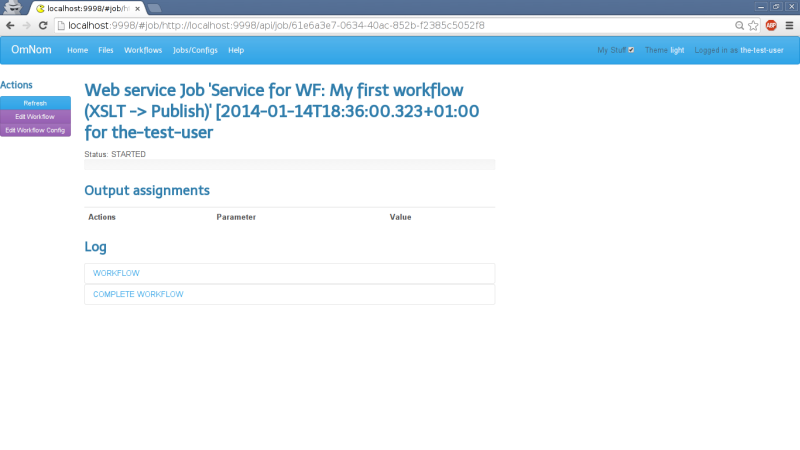 localhost:9998/#job/ht
localhost:9998/#job/http://localhost:9998/api/job/61e6a3e7-0634-40ac-852b-f2385c5052f8
ABP
OmNom Home Files Workflows Jobs/Configs Help My Stuff Theme light Logged in as the-test-user
Actions
Refresh
Edit Workflow
Edit Workflow Config
Web service Job 'Service for WF: My first workflow
(XSLT -> Publish)' [2014-01-14T18:36:00.323+01:00
for the-test-user
Status: STARTED
Output assignments
Actions Parameter Value
Log
WORKFLOW
COMPLETE WORKFLOW